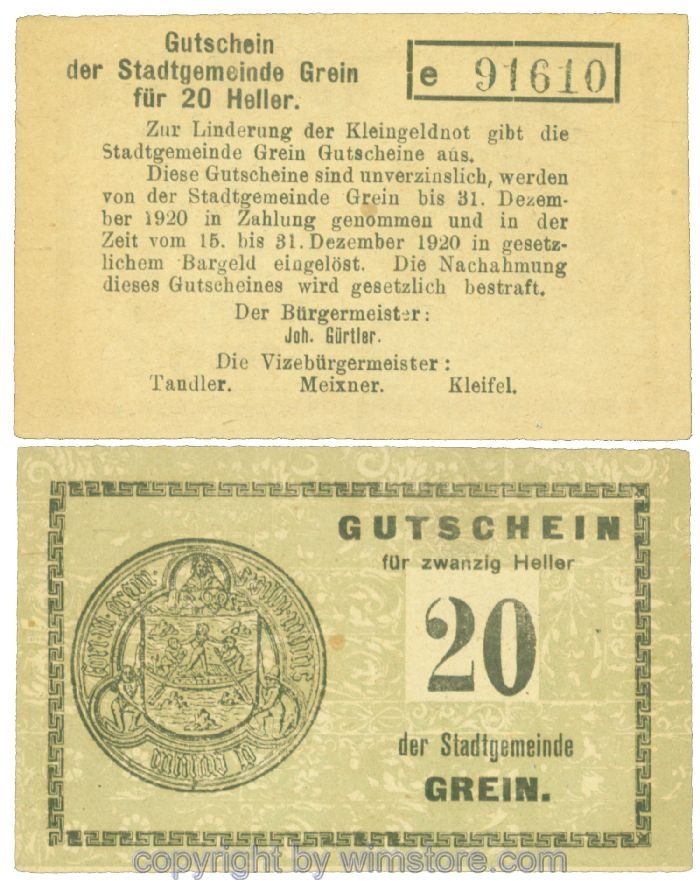 Gutschein
der Stadtgemeinde Grein
für 20 Heller.
e 91610
Zur Linderung der Kleingeldnot gibt die
Stadtgemeinde Grein Gutscheine aus.
Diese Gutscheine sind unverzinslich, werden
von der Stadtgemeinde Grein bis 31. Dezem-
ber 1920 in Zahlung genommen und in der
Zeit vom 15. bis 31. Dezember 1920 in gesetz-
lichem Bargeld eingelöst. Die Nachahmung
dieses Gutscheines wird gesetzlich bestraft.
Der Bürgermeister:
Joh. Gürtler.
Die Vizebürgermeister:
Tandler. Meixner. Kleifel.
GUTSCHEIN
für zwanzig Heller
20
der Stadtgemeinde
GREIN.
copyright by wimstore.com